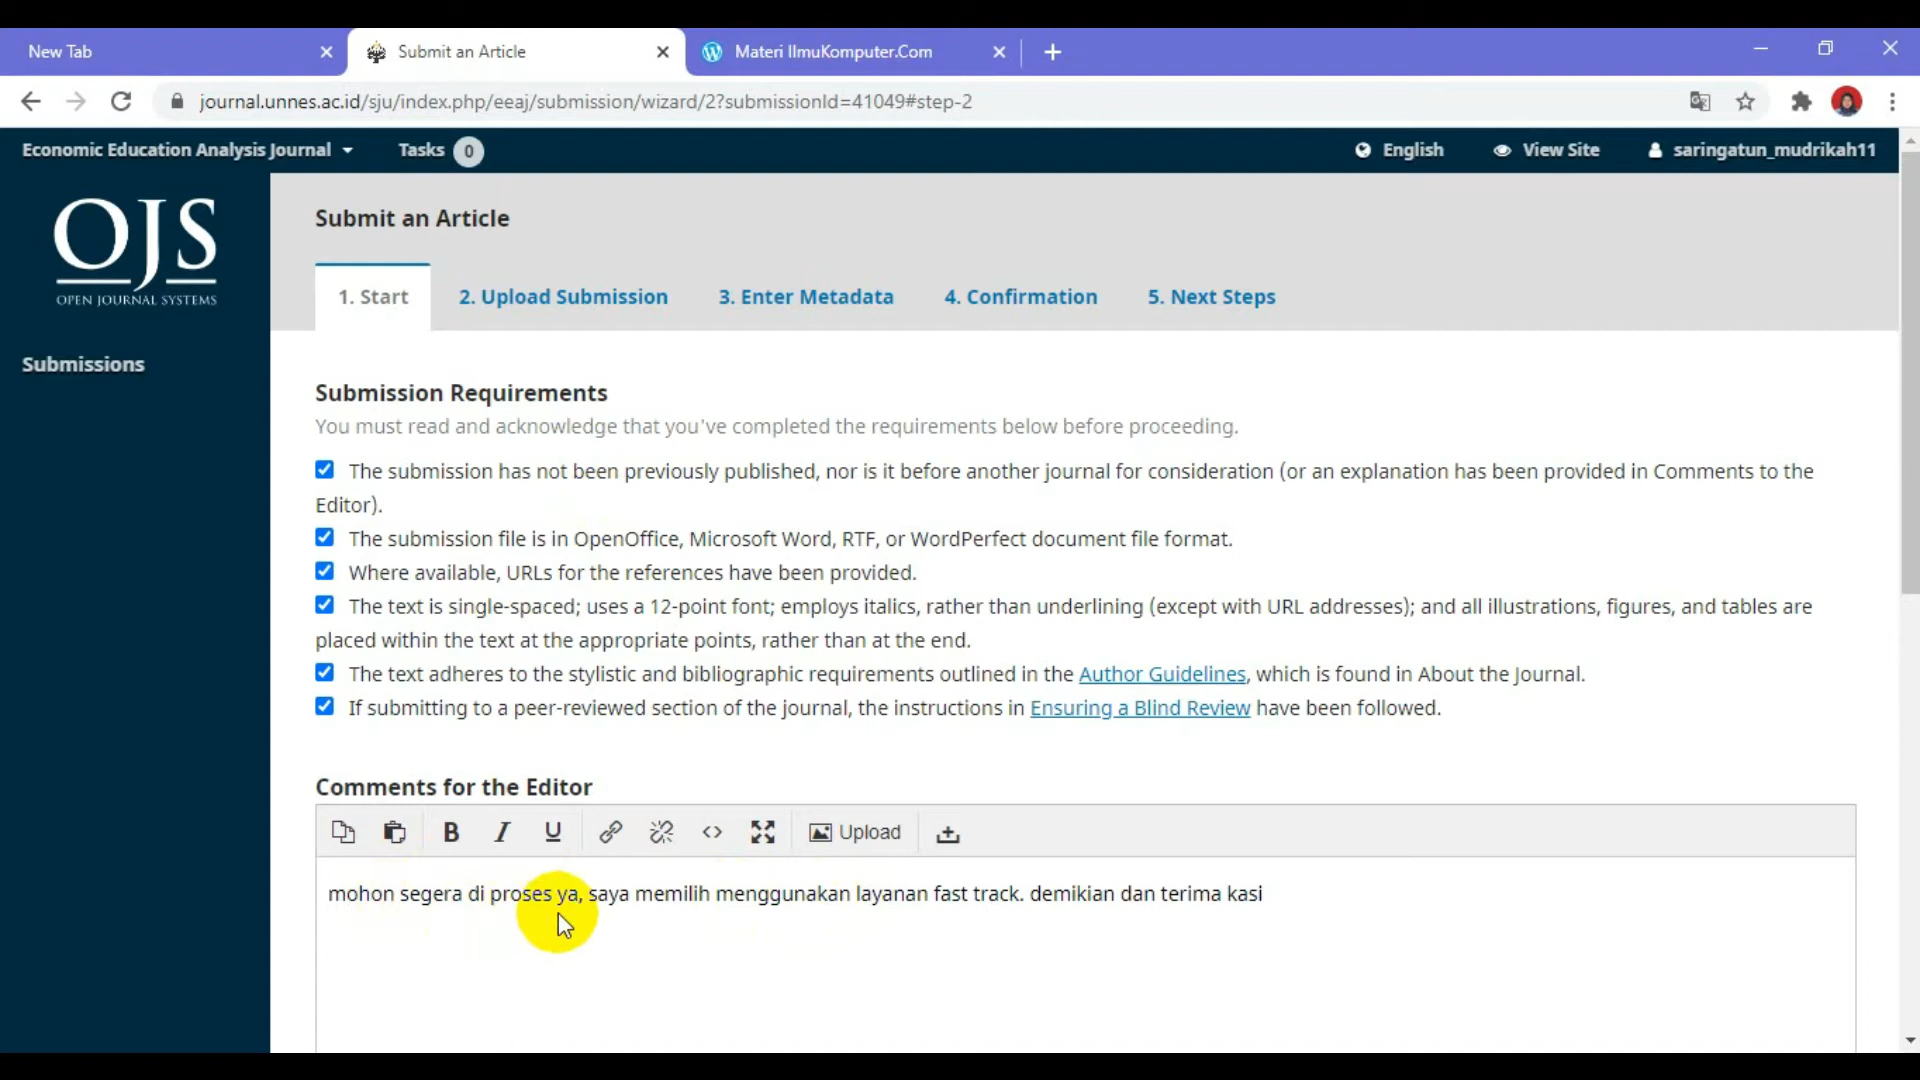 New Tab
Submit an Article
Materi IlmuKomputer.Com
journal.unnes.ac.id/sju/index.php/eeaj/submission/wizard/2?submissionId=41049#step-2
Economic Education Analysis Journal
Tasks 0
English
View Site
saringatun_mudrikah11
OJS
OPEN JOURNAL SYSTEMS
Submissions
Submit an Article
1. Start
2. Upload Submission
3. Enter Metadata
4. Confirmation
5. Next Steps
Submission Requirements
You must read and acknowledge that you've completed the requirements below before proceeding.
The submission has not been previously published, nor is it before another journal for consideration (or an explanation has been provided in Comments to the
Editor).
The submission file is in OpenOffice, Microsoft Word, RTF, or WordPerfect document file format.
Where available, URLs for the references have been provided.
The text is single-spaced; uses a 12-point font; employs italics, rather than underlining (except with URL addresses); and all illustrations, figures, and tables are
placed within the text at the appropriate points, rather than at the end.
The text adheres to the stylistic and bibliographic requirements outlined in the Author Guidelines, which is found in About the Journal.
If submitting to a peer-reviewed section of the journal, the instructions in Ensuring a Blind Review have been followed.
Comments for the Editor
B I U Upload
mohon segera di proses ya, saya memilih menggunakan layanan fast track. demikian dan terima kasi